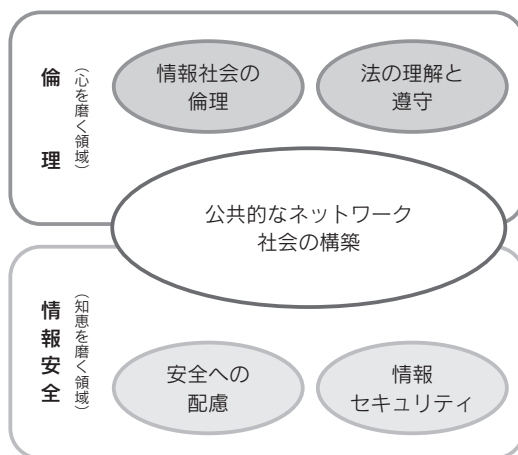 倫理
（心を磨く領域）
情報社会の
倫理
法の理解と
遵守
公共的なネットワーク
社会の構築
情報安全
（知恵を磨く領域）
安全への
配慮
情報
セキュリティ